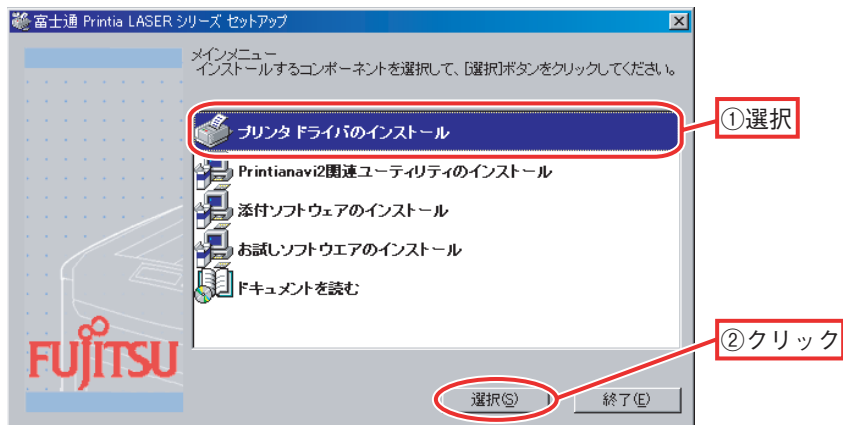 富士通 Printia LASER シリーズ セットアップ
メインメニュー
インストールするコンポーネントを選択して、[選択]ボタンをクリックしてください。
プリンタ ドライバのインストール
①選択
Printianavi2関連ユーティリティのインストール
添付ソフトウェアのインストール
お試しソフトウエアのインストール
ドキュメントを読む
②クリック
FUJITSU
選択(S)
終了(E)